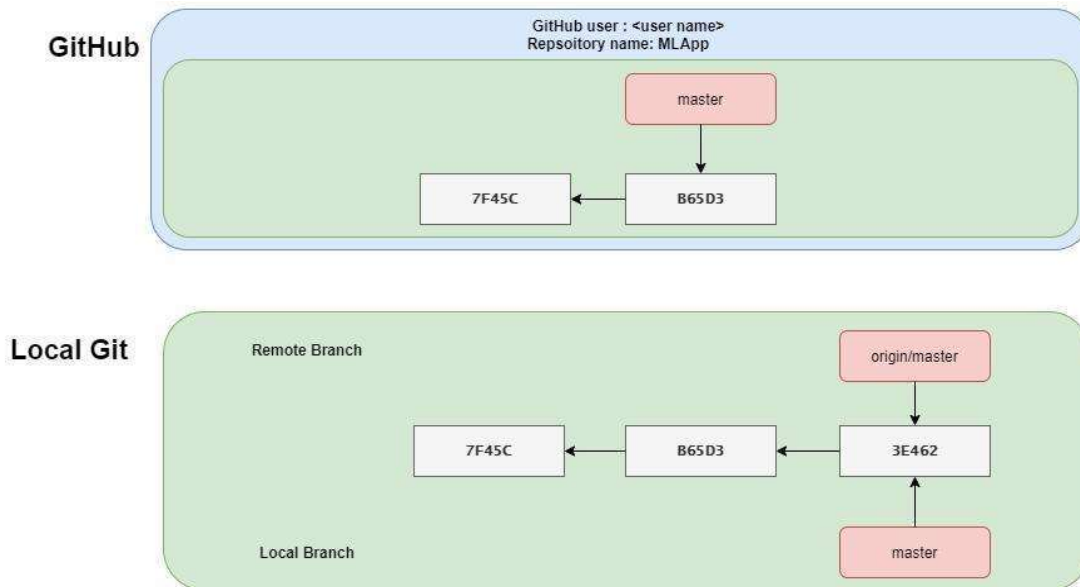 GitHub
GitHub user : <user name>
Repsoitory name: MLApp
master
7F45C
B65D3
Local Git
Remote Branch
origin/master
7F45C
B65D3
3E462
Local Branch
master